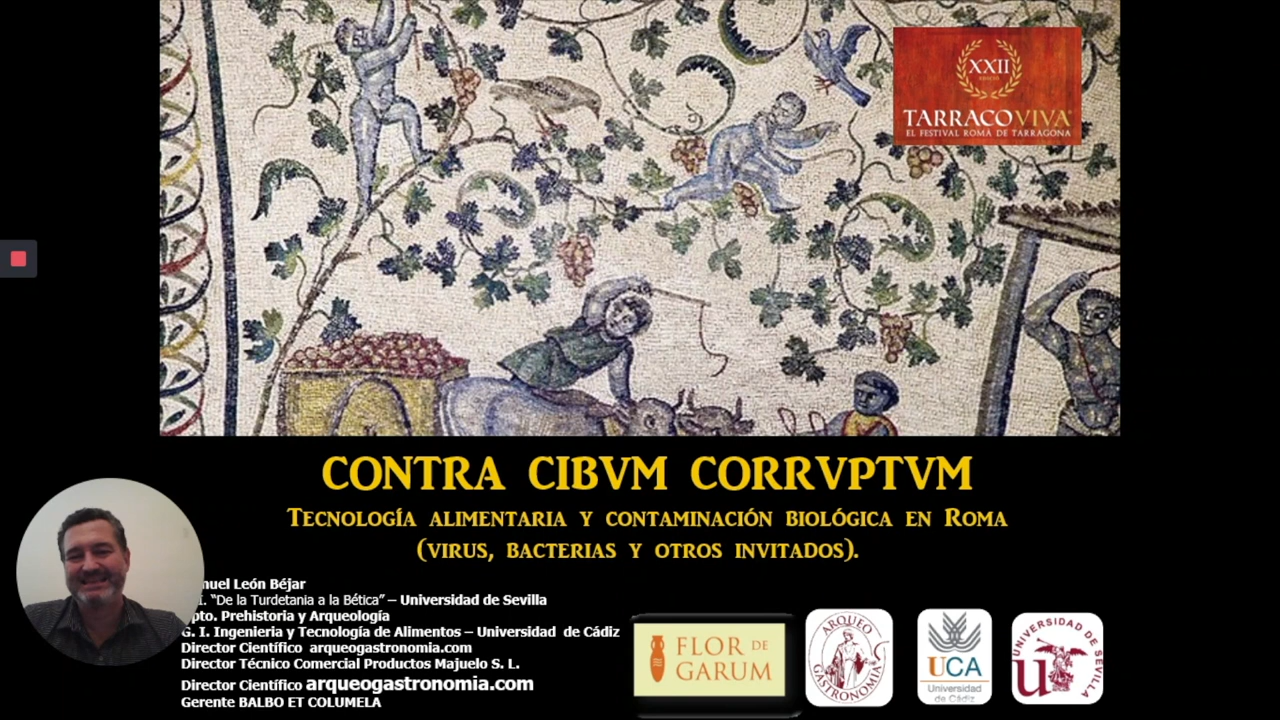 XXII
TARRACO VIVA
EL FESTIVAL ROMÀ DE TARRAGONA
CONTRA CIBVM CORRVPTVM
Tecnología alimentaria y contaminación biológica en Roma
(virus, bacterias y otros invitados).
nuel León Béjar
I. "De la Turdetania a la Bética" – Universidad de Sevilla
pto. Prehistoria y Arqueología
G. I. Ingenieria y Tecnología de Alimentos – Universidad de Cádiz
Director Científico arqueogastronomia.com
Director Técnico Comercial Productos Majuelo S. L.
Director Científico arqueogastronomia.com
Gerente BALBO ET COLUMELA
FLOR DE
GARUM
ARQUEO
GASTRONOMIA
UCA
Universidad
de Cádiz
UNIVERSIDAD DE SEVILLA